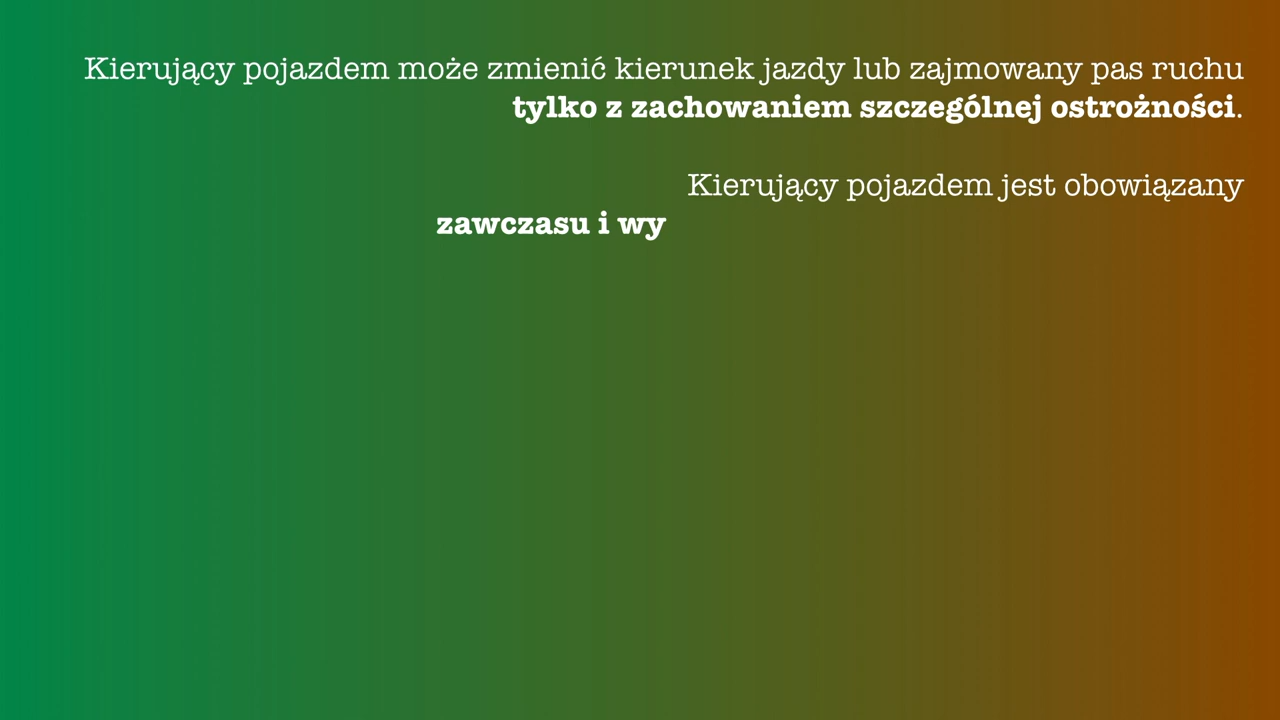 Kierujący pojazdem może zmienić kierunek jazdy lub zajmowany pas ruchu
tylko z zachowaniem szczególnej ostrożności.
Kierujący pojazdem jest obowiązany
zawczasu i wy